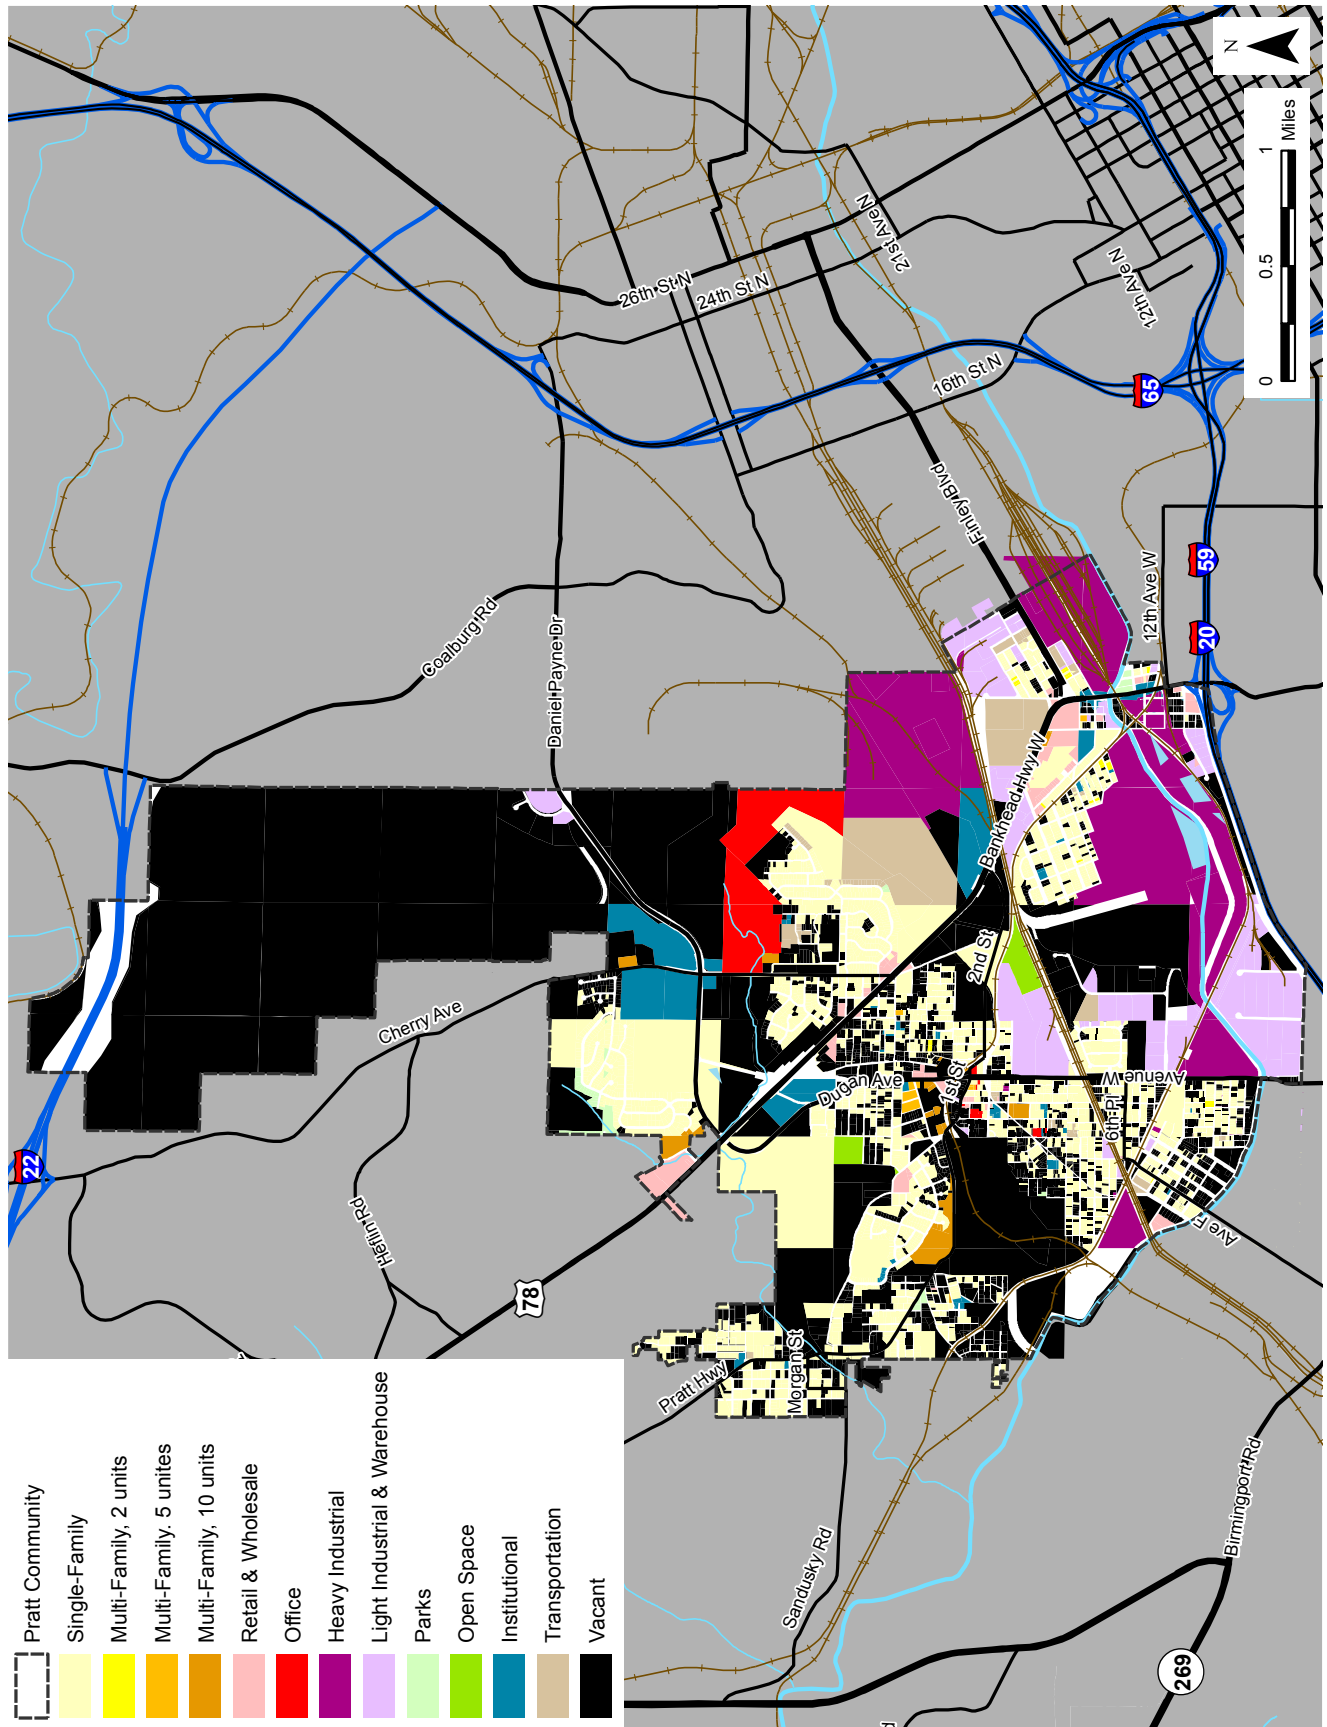 Pratt Community
Single-Family
Multi-Family, 2 units
Multi-Family, 5 unites
Multi-Family, 10 units
Retail & Wholesale
Office
Heavy Industrial
Light Industrial & Warehouse
Parks
Open Space
Institutional
Transportation
Vacant
N
0 0.5 1
Miles
26th St N
24th St N
21st Ave N
12th Ave N
16th St N
65
Finley Blvd
59
20
12th Ave W
Coalburg Rd
Daniel Payne Dr
Bankhead Hwy W
Cherry Ave
2nd St
Dugan Ave
1st St
Avenue W
6th Pl
Ave F
22
Heflin Rd
78
Pratt Hwy
Morgan St
Sandusky Rd
Birmingport Rd
269